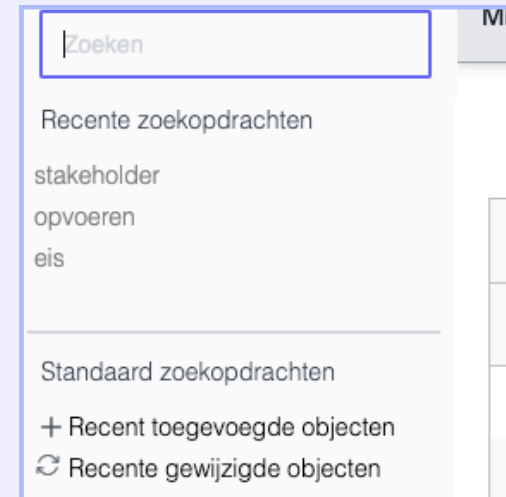 Zoeken
Recente zoekopdrachten
stakeholder
opvoeren
eis
Standaard zoekopdrachten
+ Recent toegevoegde objecten
Recente gewijzigde objecten